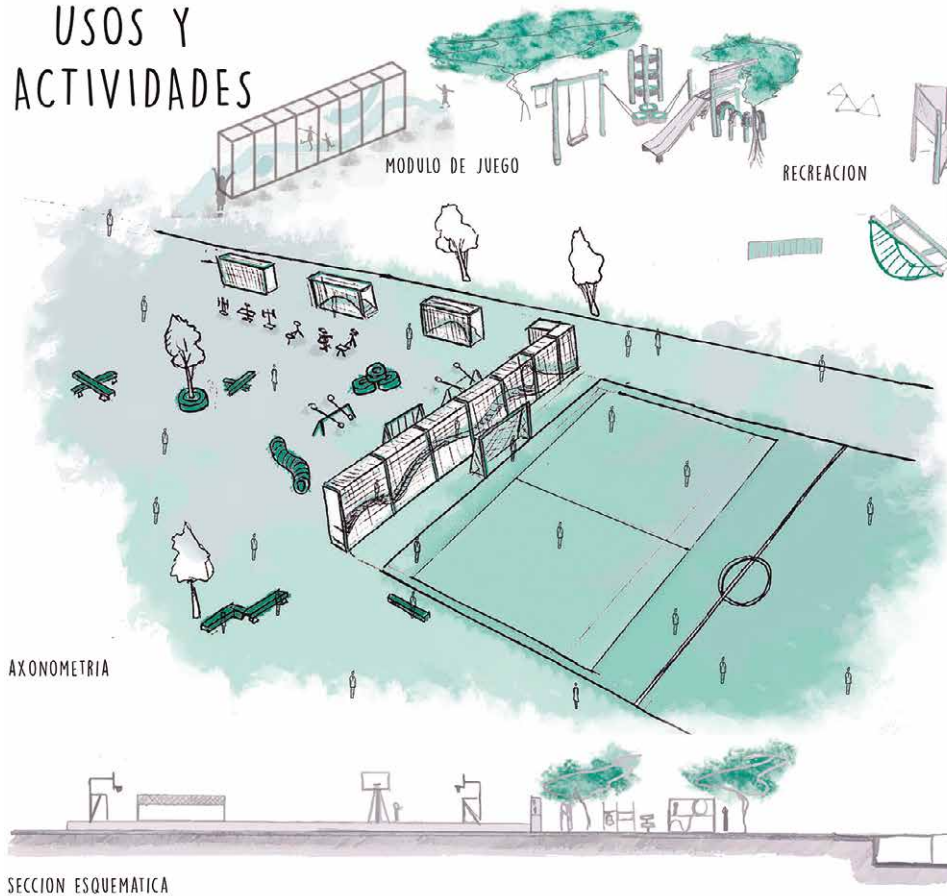 USOS Y
ACTIVIDADES
MODULO DE JUEGO
RECREACION
AXONOMETRIA
SECCION ESQUEMATICA